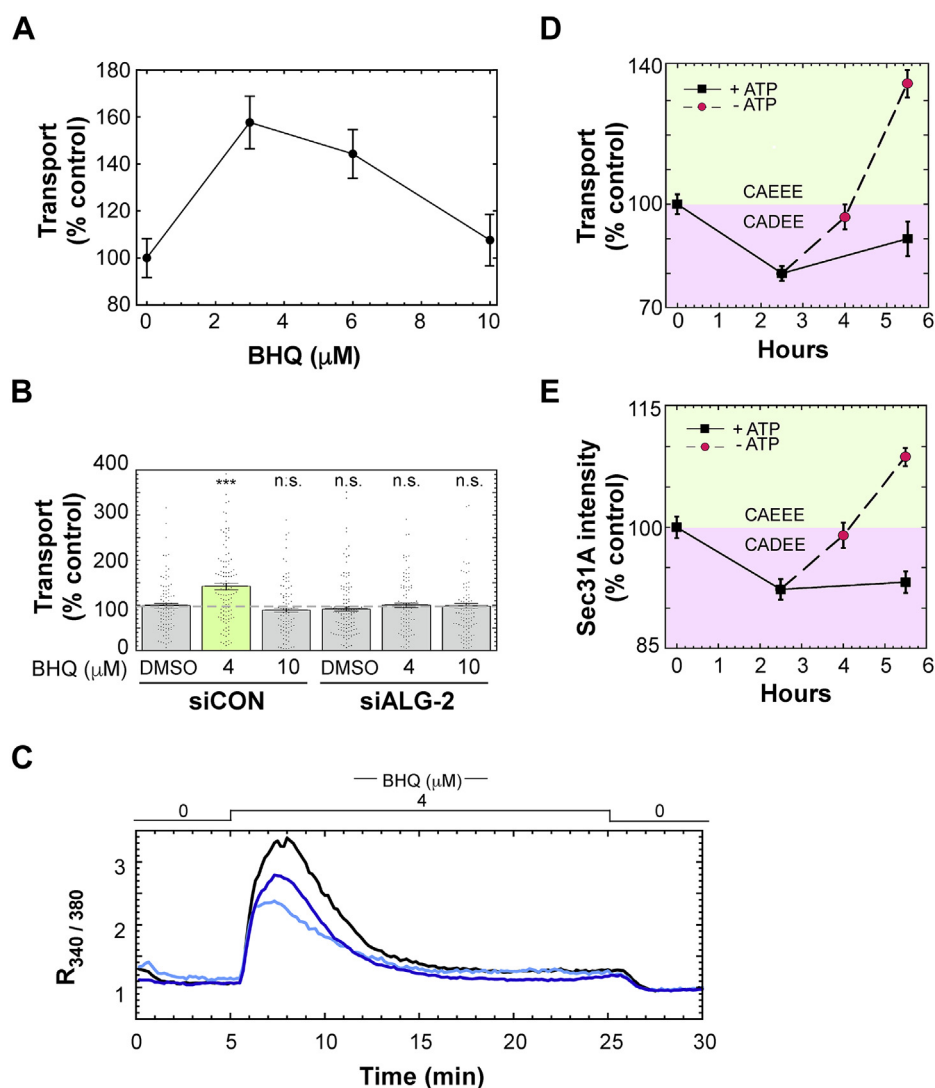 A
180
160
140
120
100
80
Transport
(% control)
0 2 4 6 8 10
BHQ (μM)
B
400
300
200
100
0
Transport
(% control)
*** n.s. n.s. n.s. n.s.
BHQ (μM) DMSO 4 10 DMSO 4 10
siCON siALG-2
C
BHQ (μM)
0 4 0
3
2
1
R340 / 380
0 5 10 15 20 25 30
Time (min)
D
140
100
70
Transport
(% control)
+ ATP
- ATP
CAEEE
CADEE
0 1 2 3 4 5 6
Hours
E
115
100
85
Sec31A intensity
(% control)
+ ATP
- ATP
CAEEE
CADEE
0 1 2 3 4 5 6
Hours